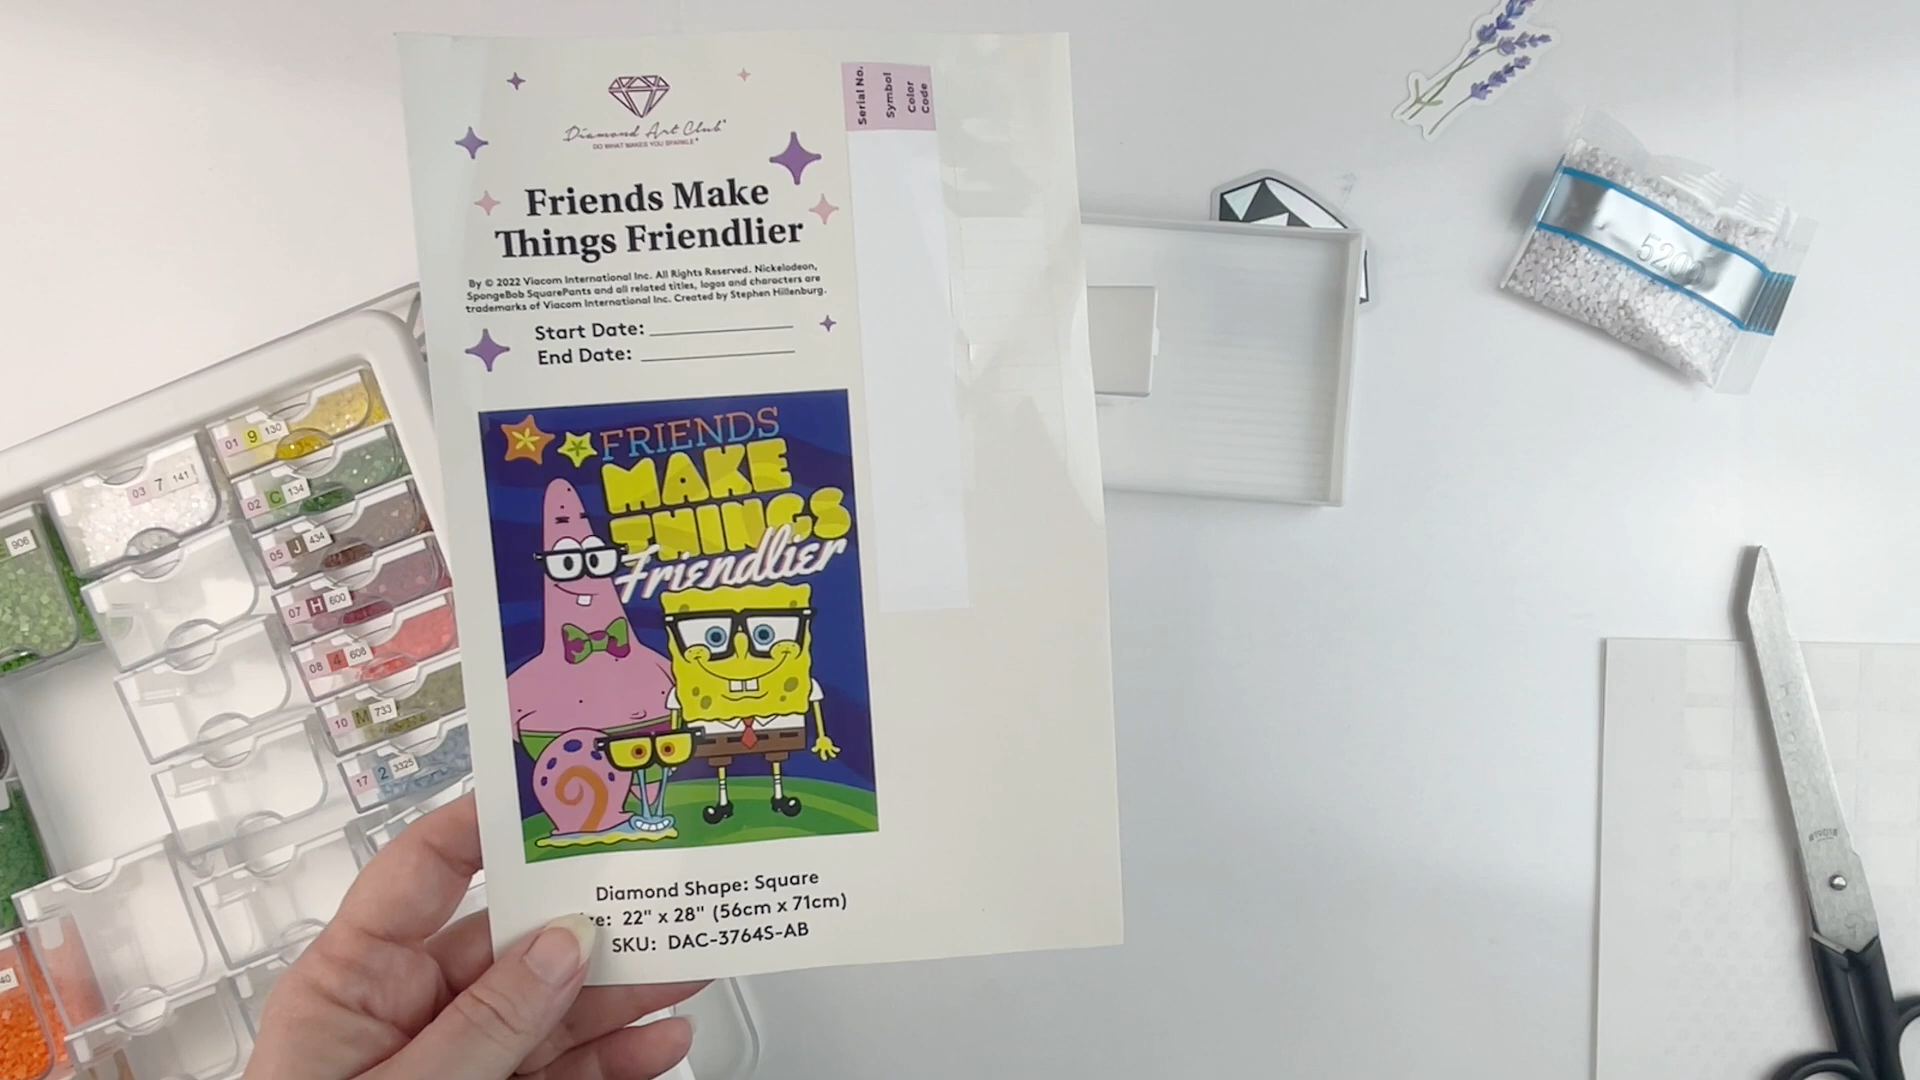 Diamond Art Club
DO WHAT MAKES YOU SPARKLE
Friends Make
Things Friendlier
By © 2022 Viacom International Inc. All Rights Reserved. Nickelodeon,
SpongeBob SquarePants and all related titles, logos and characters are
trademarks of Viacom International Inc. Created by Stephen Hillenburg.
Start Date:
End Date:
FRIENDS
MAKE
THINGS
Friendlier
Diamond Shape: Square
22" x 28" (56cm x 71cm)
SKU: DAC-3764S-AB
Serial No.
Symbol
Color
Code
01 9 130
02 C 134
03 7 141
05 J 434
07 H 600
08 4 608
10 M 733
17 2 3325
906
40